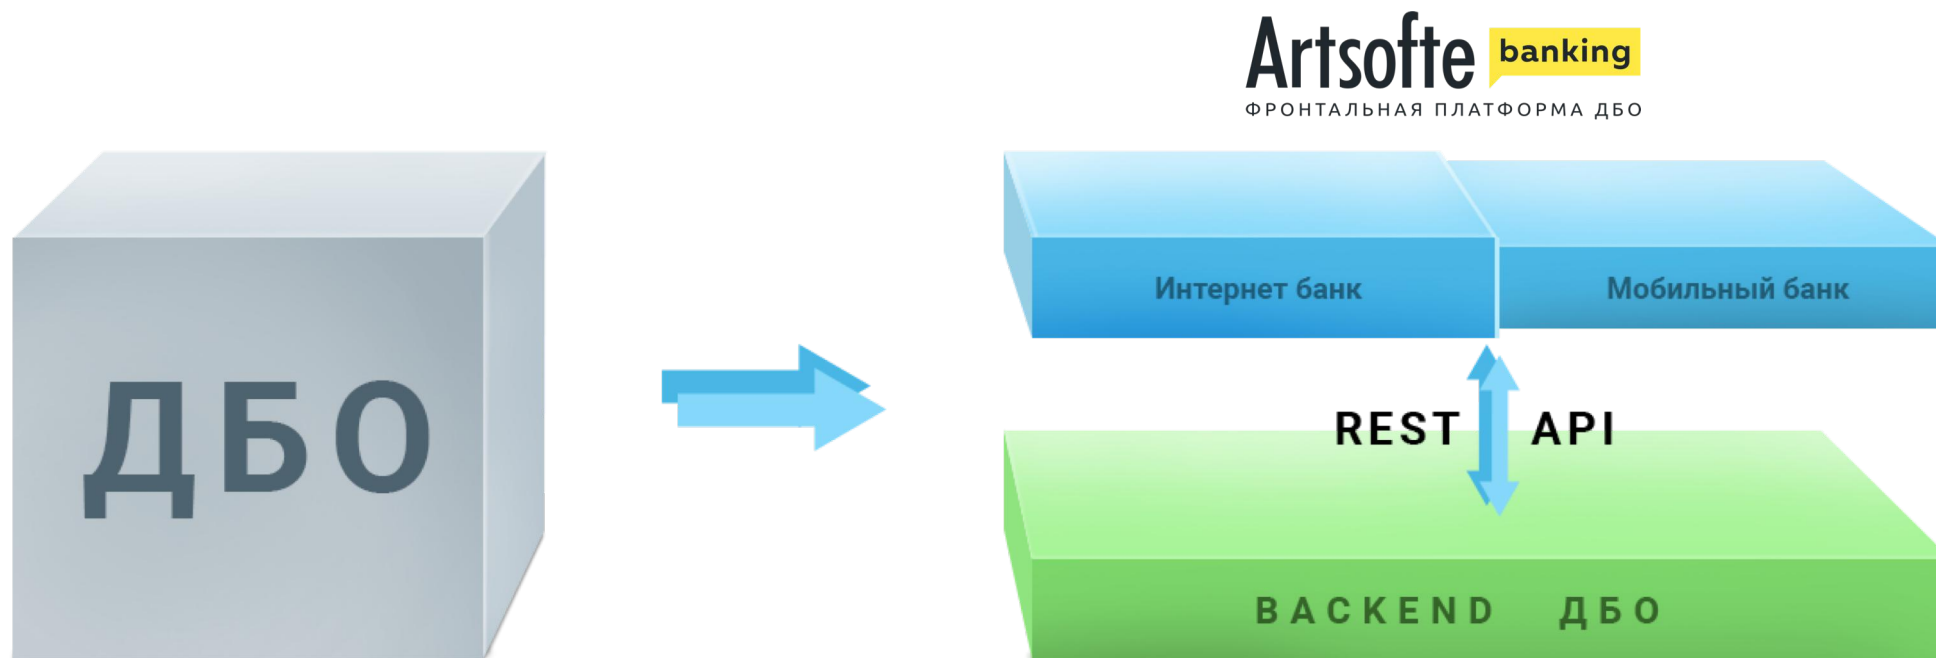 Artsofte banking
ФРОНТАЛЬНАЯ ПЛАТФОРМА ДБО
ДБО
Интернет банк
Мобильный банк
REST API
BACKEND ДБО